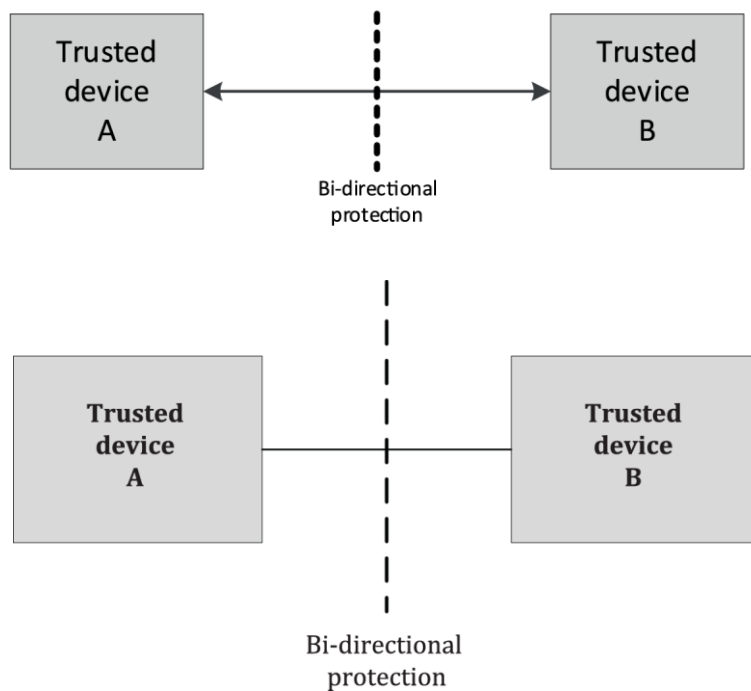 Trusted
device
A
Trusted
device
B
Bi-directional
protection
Trusted
device
A
Trusted
device
B
Bi-directional
protection